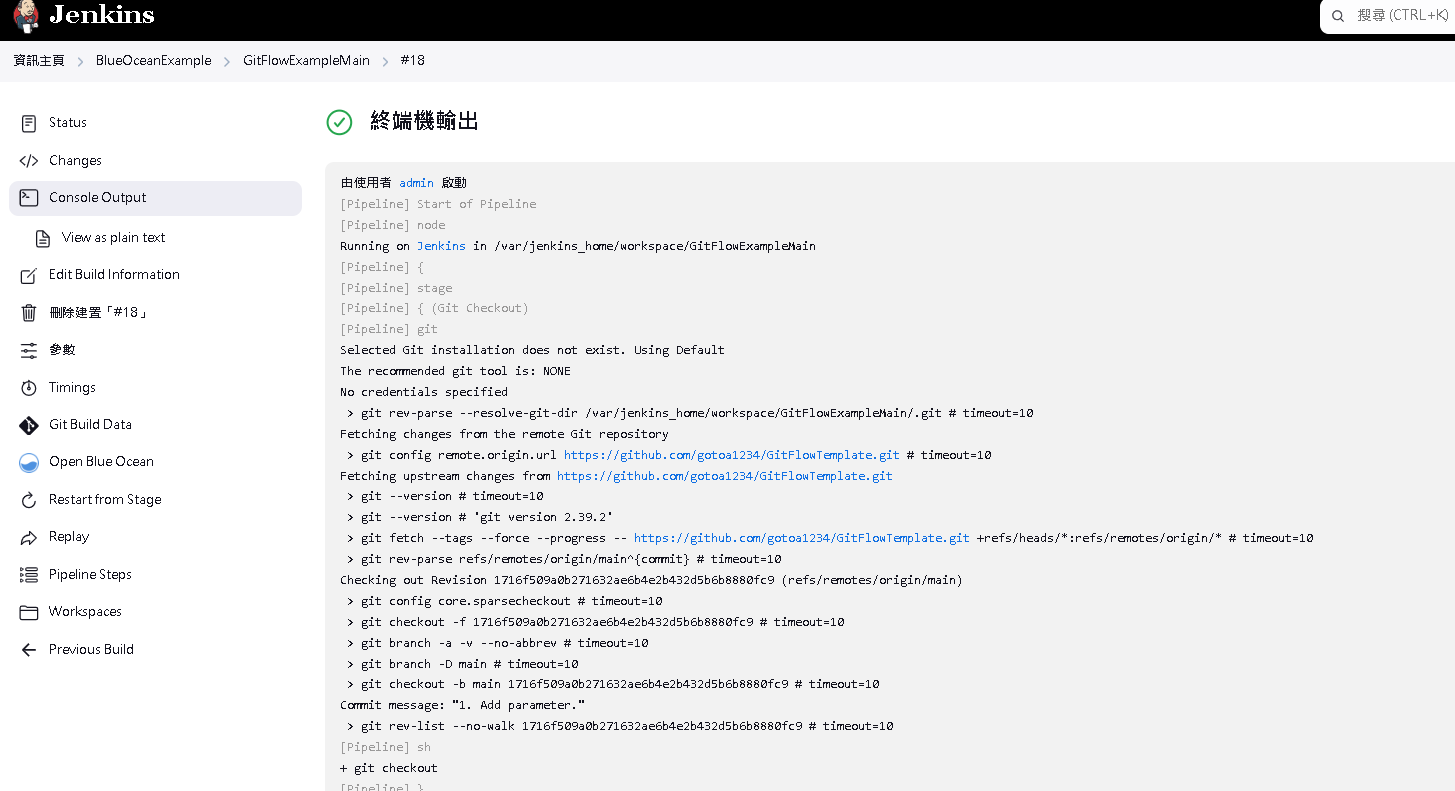 Jenkins
搜尋 (CTRL+K)
資訊主頁 > BlueOceanExample > GitFlowExampleMain > #18
Status
Changes
Console Output
View as plain text
Edit Build Information
刪除建置「#18」
參數
Timings
Git Build Data
Open Blue Ocean
Restart from Stage
Replay
Pipeline Steps
Workspaces
Previous Build
終端機輸出
由使用者 admin 啟動
[Pipeline] Start of Pipeline
[Pipeline] node
Running on Jenkins in /var/jenkins_home/workspace/GitFlowExampleMain
[Pipeline] {
[Pipeline] stage
[Pipeline] { (Git Checkout)
[Pipeline] git
Selected Git installation does not exist. Using Default
The recommended git tool is: NONE
No credentials specified
 > git rev-parse --resolve-git-dir /var/jenkins_home/workspace/GitFlowExampleMain/.git # timeout=10
Fetching changes from the remote Git repository
 > git config remote.origin.url https://github.com/gotoa1234/GitFlowTemplate.git # timeout=10
Fetching upstream changes from https://github.com/gotoa1234/GitFlowTemplate.git
 > git --version # timeout=10
 > git --version # 'git version 2.39.2'
 > git fetch --tags --force --progress -- https://github.com/gotoa1234/GitFlowTemplate.git +refs/heads/*:refs/remotes/origin/* # timeout=10
 > git rev-parse refs/remotes/origin/main^{commit} # timeout=10
Checking out Revision 1716f509a0b271632ae6b4e2b432d5b6b8880fc9 (refs/remotes/origin/main)
 > git config core.sparsecheckout # timeout=10
 > git checkout -f 1716f509a0b271632ae6b4e2b432d5b6b8880fc9 # timeout=10
 > git branch -a -v --no-abbrev # timeout=10
 > git branch -D main # timeout=10
 > git checkout -b main 1716f509a0b271632ae6b4e2b432d5b6b8880fc9 # timeout=10
Commit message: "1. Add parameter."
 > git rev-list --no-walk 1716f509a0b271632ae6b4e2b432d5b6b8880fc9 # timeout=10
[Pipeline] sh
+ git checkout
[Pipeline] }